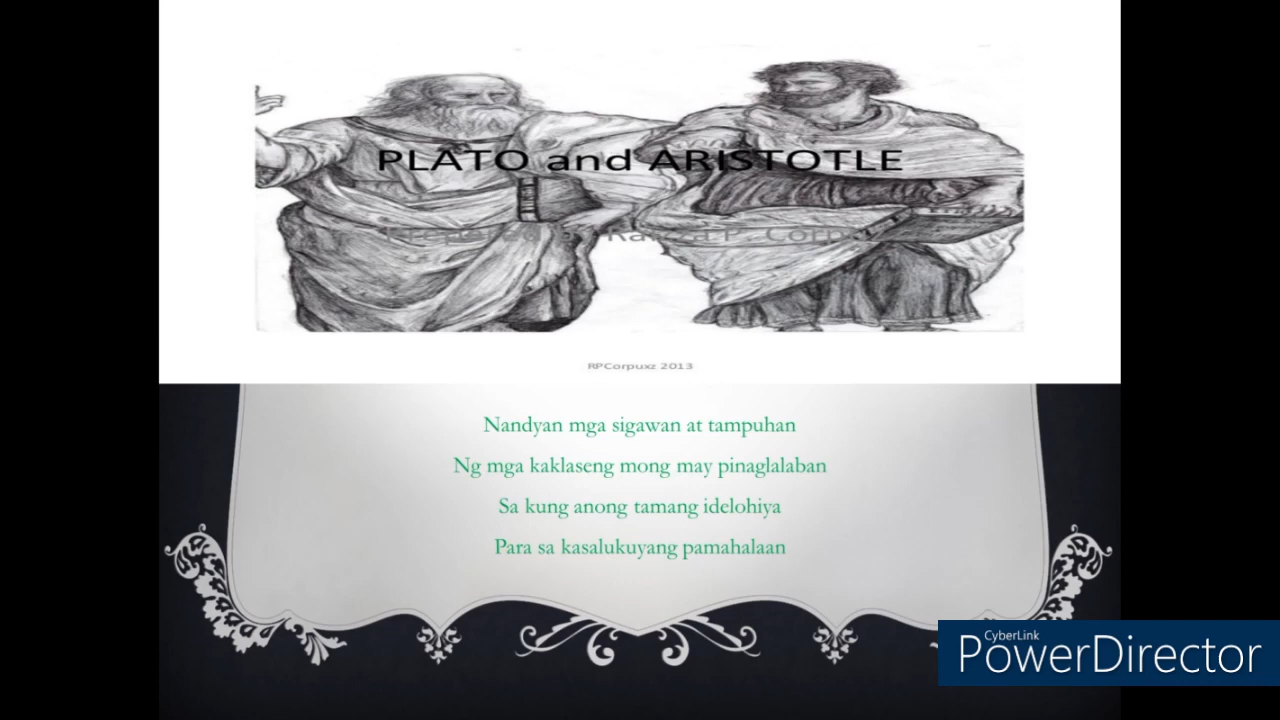 PLATO and ARISTOTLE
RPCorpuxz 2013
Nandyan mga sigawan at tampuhan
Ng mga kaklaseng mong may pinaglalaban
Sa kung anong tamang idelohiya
Para sa kasalukuyang pamahalaan
CyberLink
PowerDirector